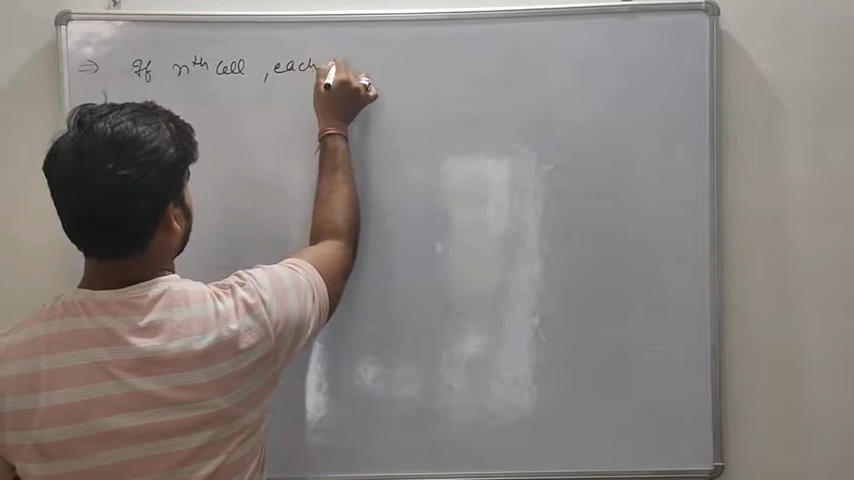 ⇒ If nth cell, each